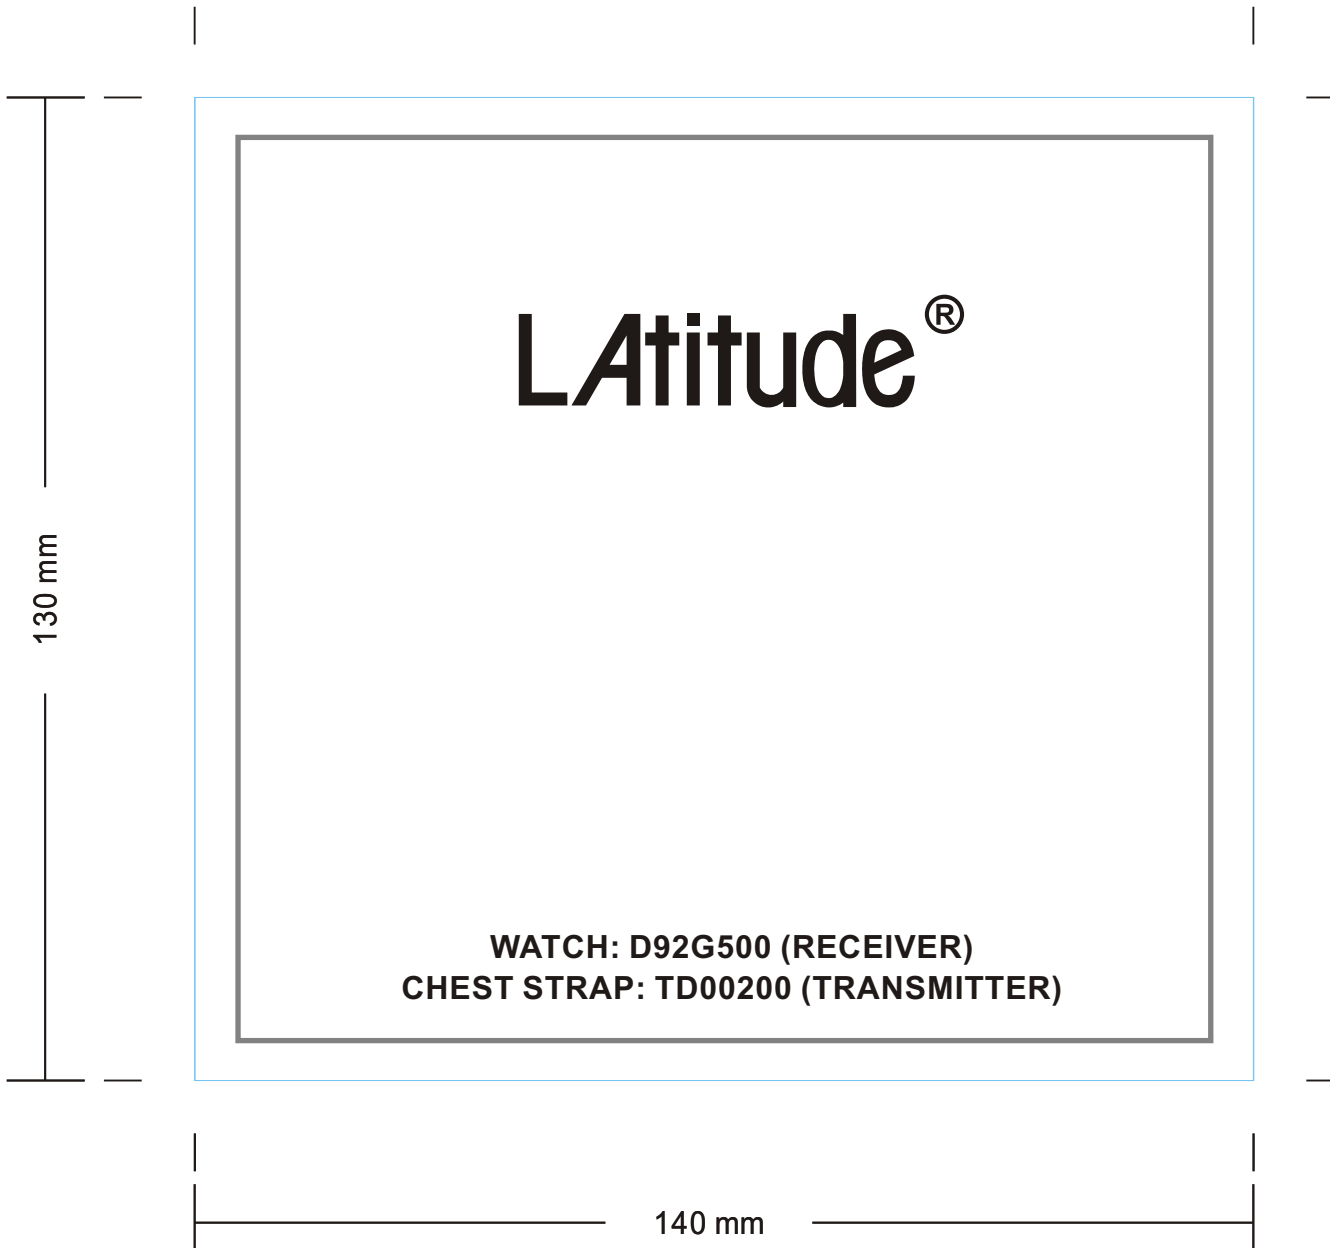 LAtitude®
130 mm
WATCH: D92G500 (RECEIVER)
CHEST STRAP: TD00200 (TRANSMITTER)
140 mm